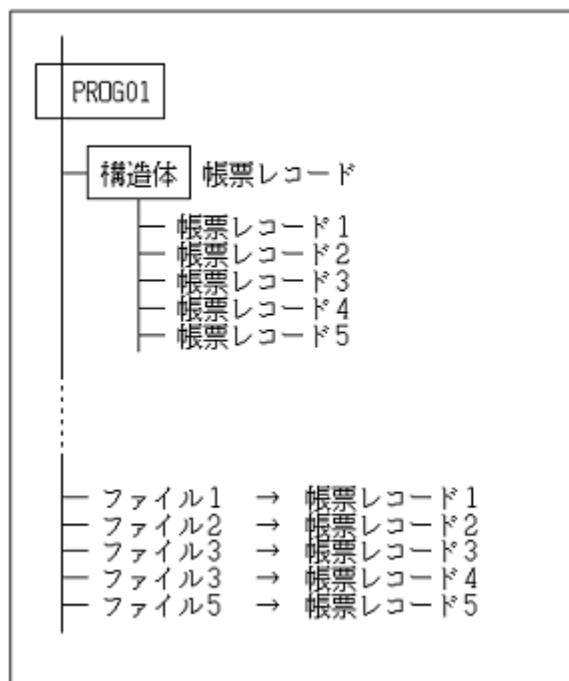 PROG01
構造体 帳票レコード
帳票レコード1
帳票レコード2
帳票レコード3
帳票レコード4
帳票レコード5
ファイル1 → 帳票レコード1
ファイル2 → 帳票レコード2
ファイル3 → 帳票レコード3
ファイル3 → 帳票レコード4
ファイル5 → 帳票レコード5